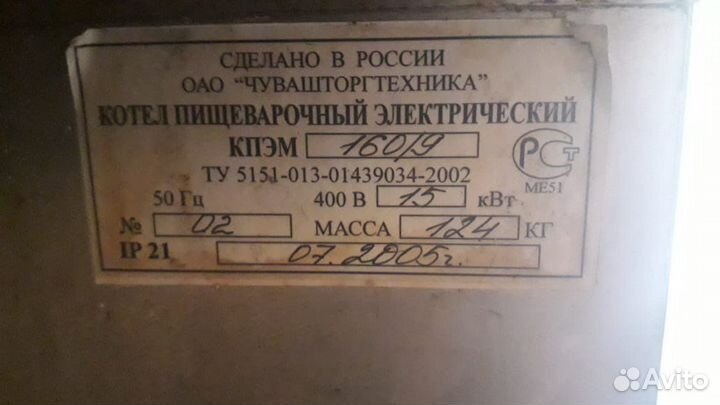 СДЕЛАНО В РОССИИ
ОАО "ЧУВАШТОРГТЕХНИКА"
КОТЕЛ ПИЩЕВАРОЧНЫЙ ЭЛЕКТРИЧЕСКИЙ
КПЭМ 160/9
РСТ
ТУ 5151-013-01439034-2002
МЕ51
50 Гц 400 В 15 кВт
№ 02 МАССА 124 КГ
IP 21 07.2005г.
Avito